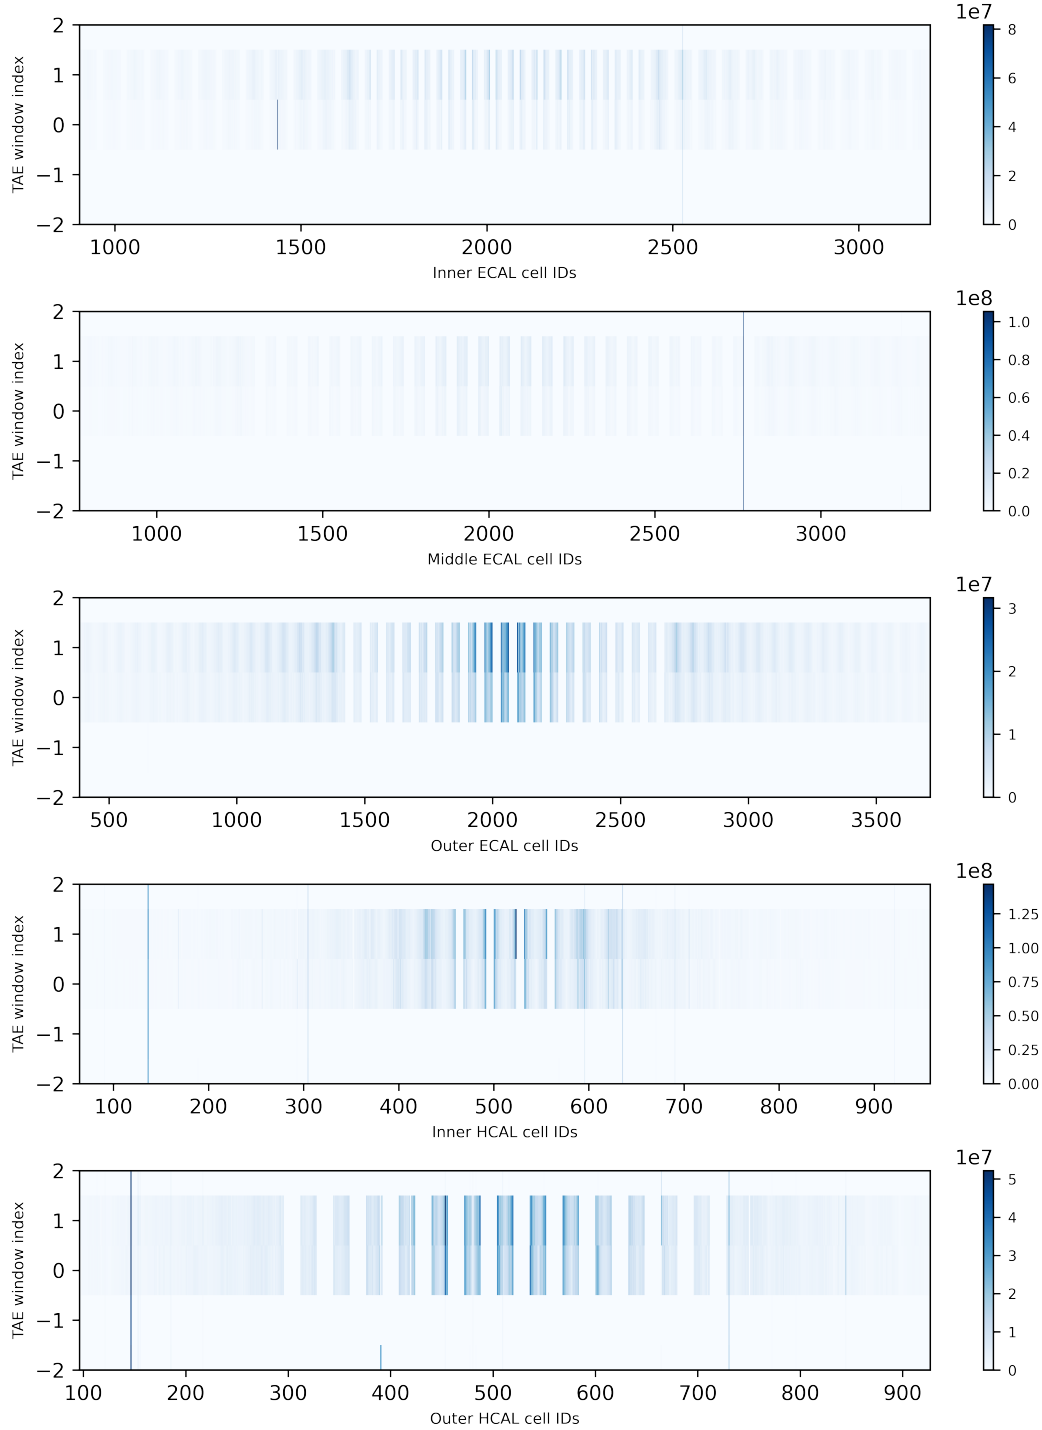 1e7
2
1
0
−1
−2
TAE window index
1000 1500 2000 2500 3000
Inner ECAL cell IDs
8
6
4
2
0
1e8
2
1
0
−1
−2
TAE window index
1000 1500 2000 2500 3000
Middle ECAL cell IDs
1.0
0.8
0.6
0.4
0.2
0.0
1e7
2
1
0
−1
−2
TAE window index
500 1000 1500 2000 2500 3000 3500
Outer ECAL cell IDs
3
2
1
0
1e8
2
1
0
−1
−2
TAE window index
100 200 300 400 500 600 700 800 900
Inner HCAL cell IDs
1.25
1.00
0.75
0.50
0.25
0.00
1e7
2
1
0
−1
−2
TAE window index
100 200 300 400 500 600 700 800 900
Outer HCAL cell IDs
5
4
3
2
1
0